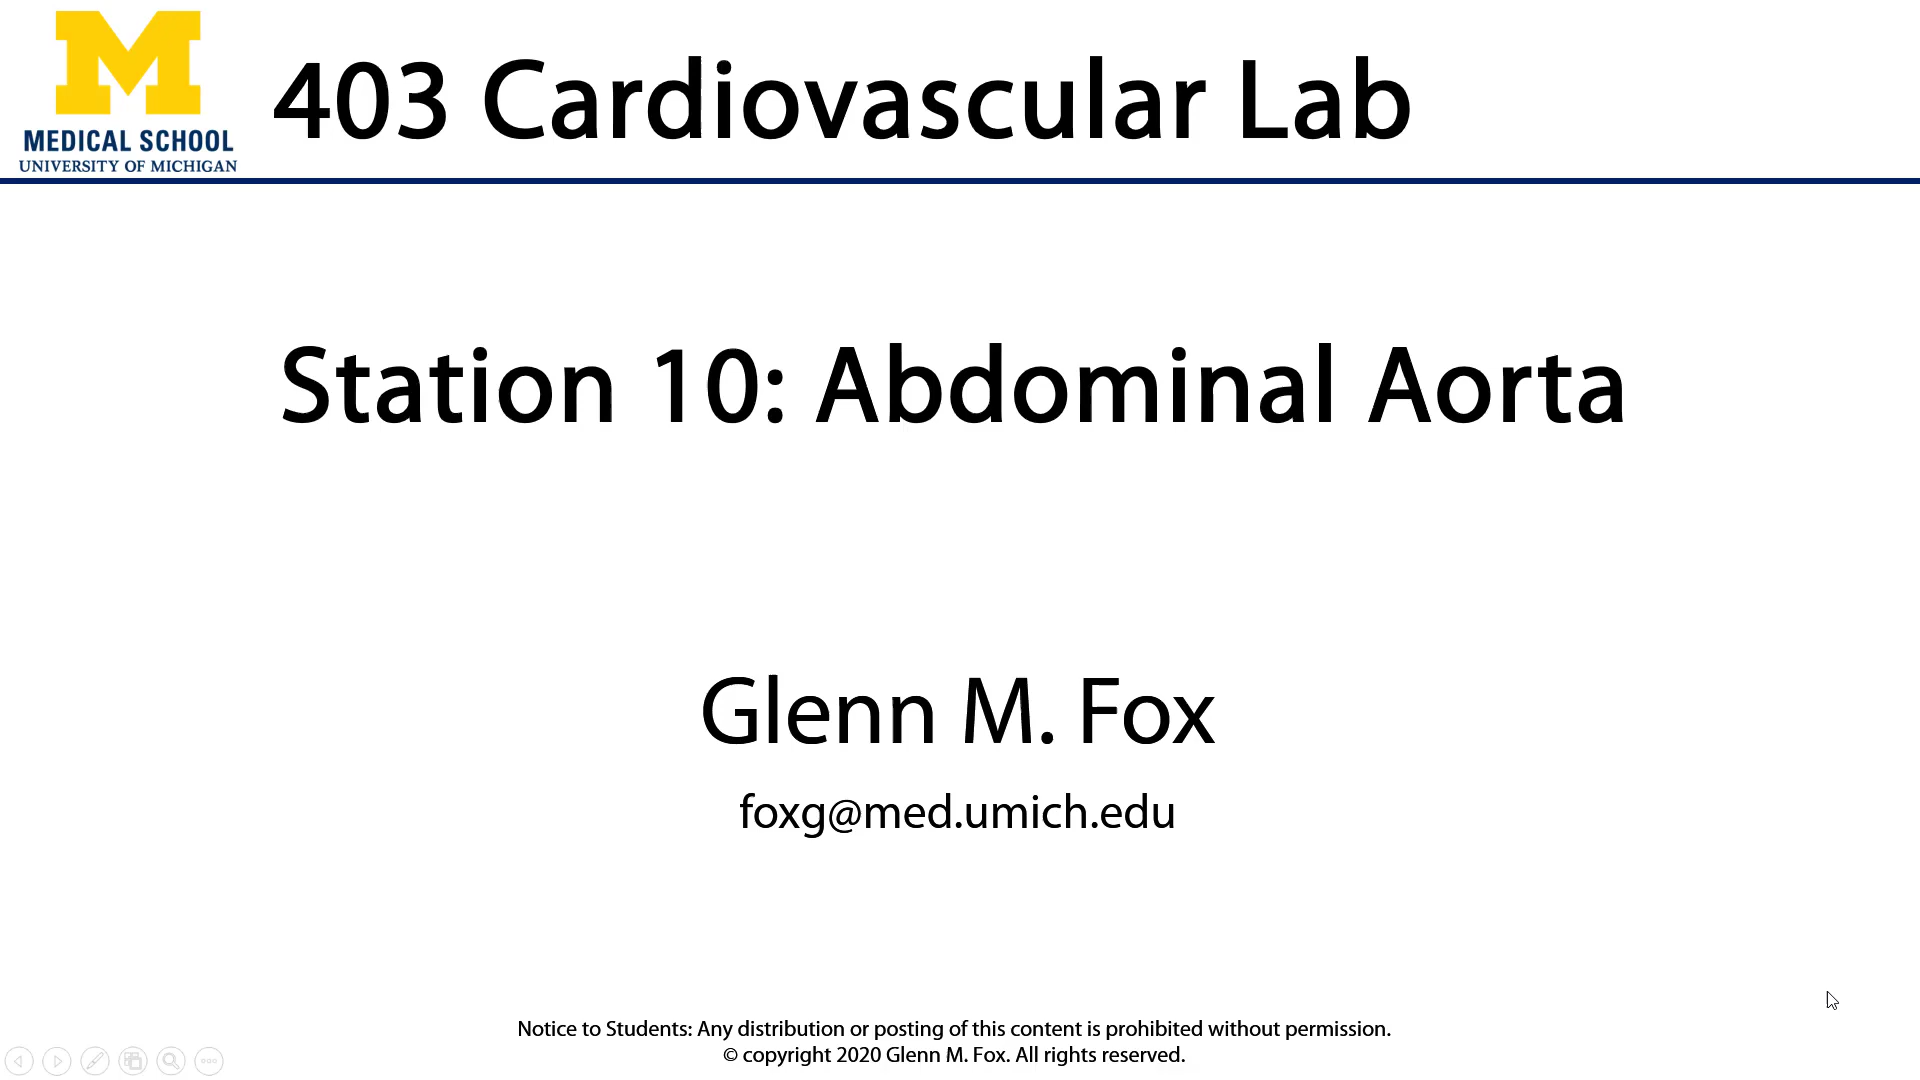 403 Cardiovascular Lab
MEDICAL SCHOOL
UNIVERSITY OF MICHIGAN
Station 10: Abdominal Aorta
Glenn M. Fox
foxg@med.umich.edu
Notice to Students: Any distribution or posting of this content is prohibited without permission.
© copyright 2020 Glenn M. Fox. All rights reserved.